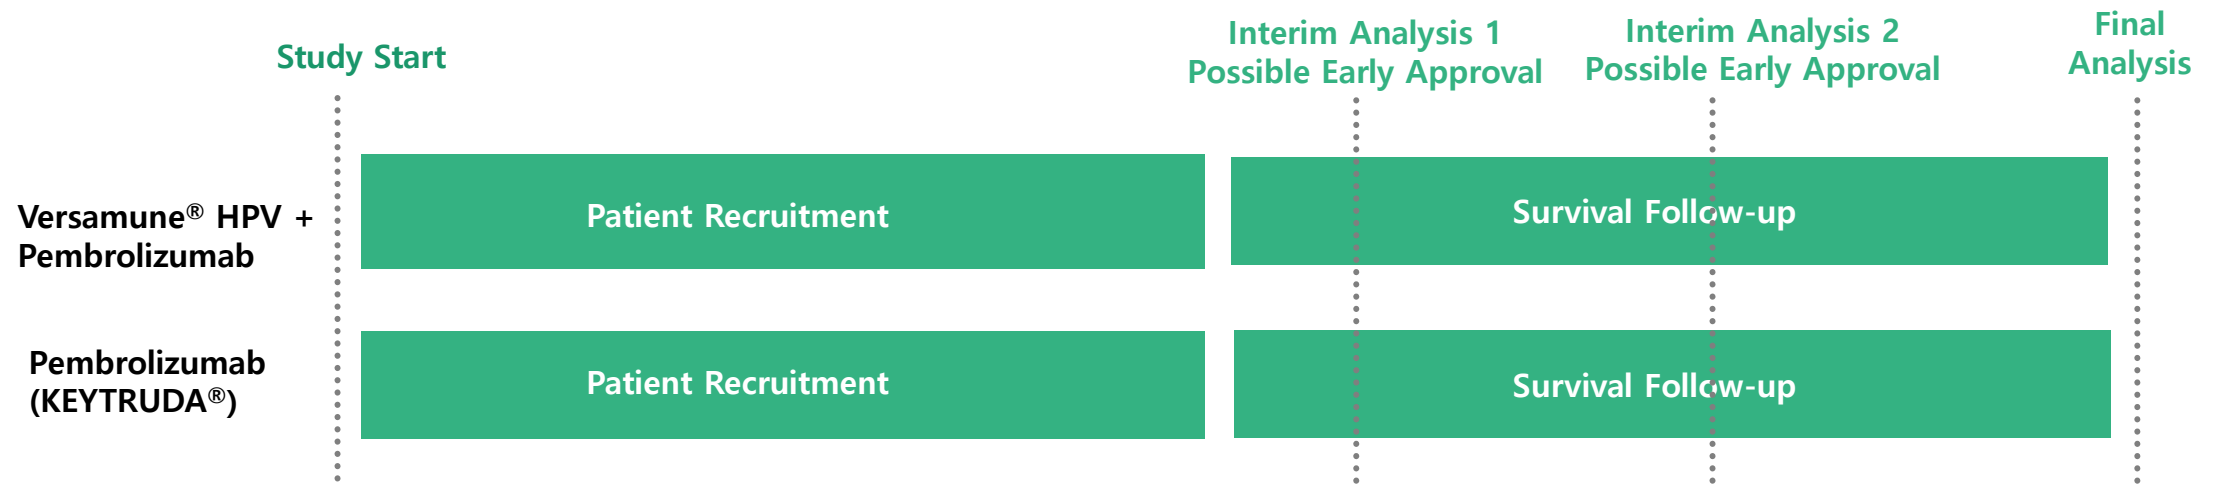 Study Start
Interim Analysis 1
Possible Early Approval
Interim Analysis 2
Possible Early Approval
Final
Analysis
Versamune® HPV +
Pembrolizumab
Patient Recruitment
Survival Follow-up
Pembrolizumab
(KEYTRUDA®)
Patient Recruitment
Survival Follow-up